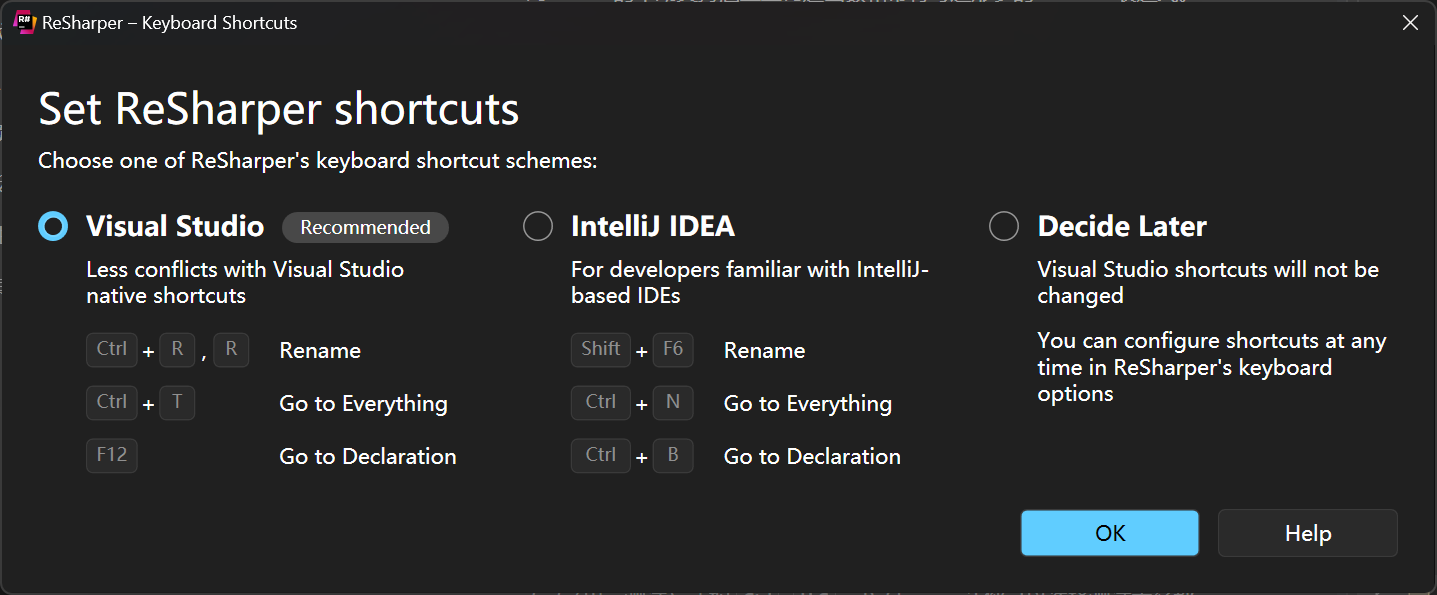 R#
ReSharper – Keyboard Shortcuts
Set ReSharper shortcuts
Choose one of ReSharper's keyboard shortcut schemes:
Visual Studio Recommended
Less conflicts with Visual Studio
native shortcuts
Ctrl + R , R Rename
Ctrl + T Go to Everything
F12 Go to Declaration
IntelliJ IDEA
For developers familiar with IntelliJ-
based IDEs
Shift + F6 Rename
Ctrl + N Go to Everything
Ctrl + B Go to Declaration
Decide Later
Visual Studio shortcuts will not be
changed
You can configure shortcuts at any
time in ReSharper's keyboard
options
OK Help